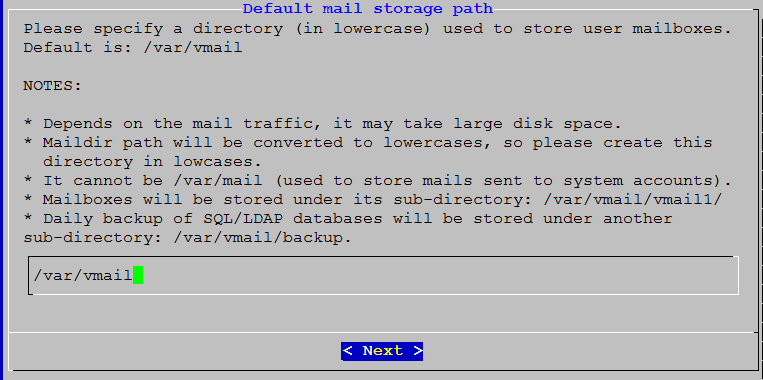 Default mail storage path
Please specify a directory (in lowercase) used to store user mailboxes.
Default is: /var/vmail
NOTES:
* Depends on the mail traffic, it may take large disk space.
* Maildir path will be converted to lowercases, so please create this
directory in lowcases.
* It cannot be /var/mail (used to store mails sent to system accounts).
* Mailboxes will be stored under its sub-directory: /var/vmail/vmail1/
* Daily backup of SQL/LDAP databases will be stored under another
sub-directory: /var/vmail/backup.
/var/vmail
< Next >